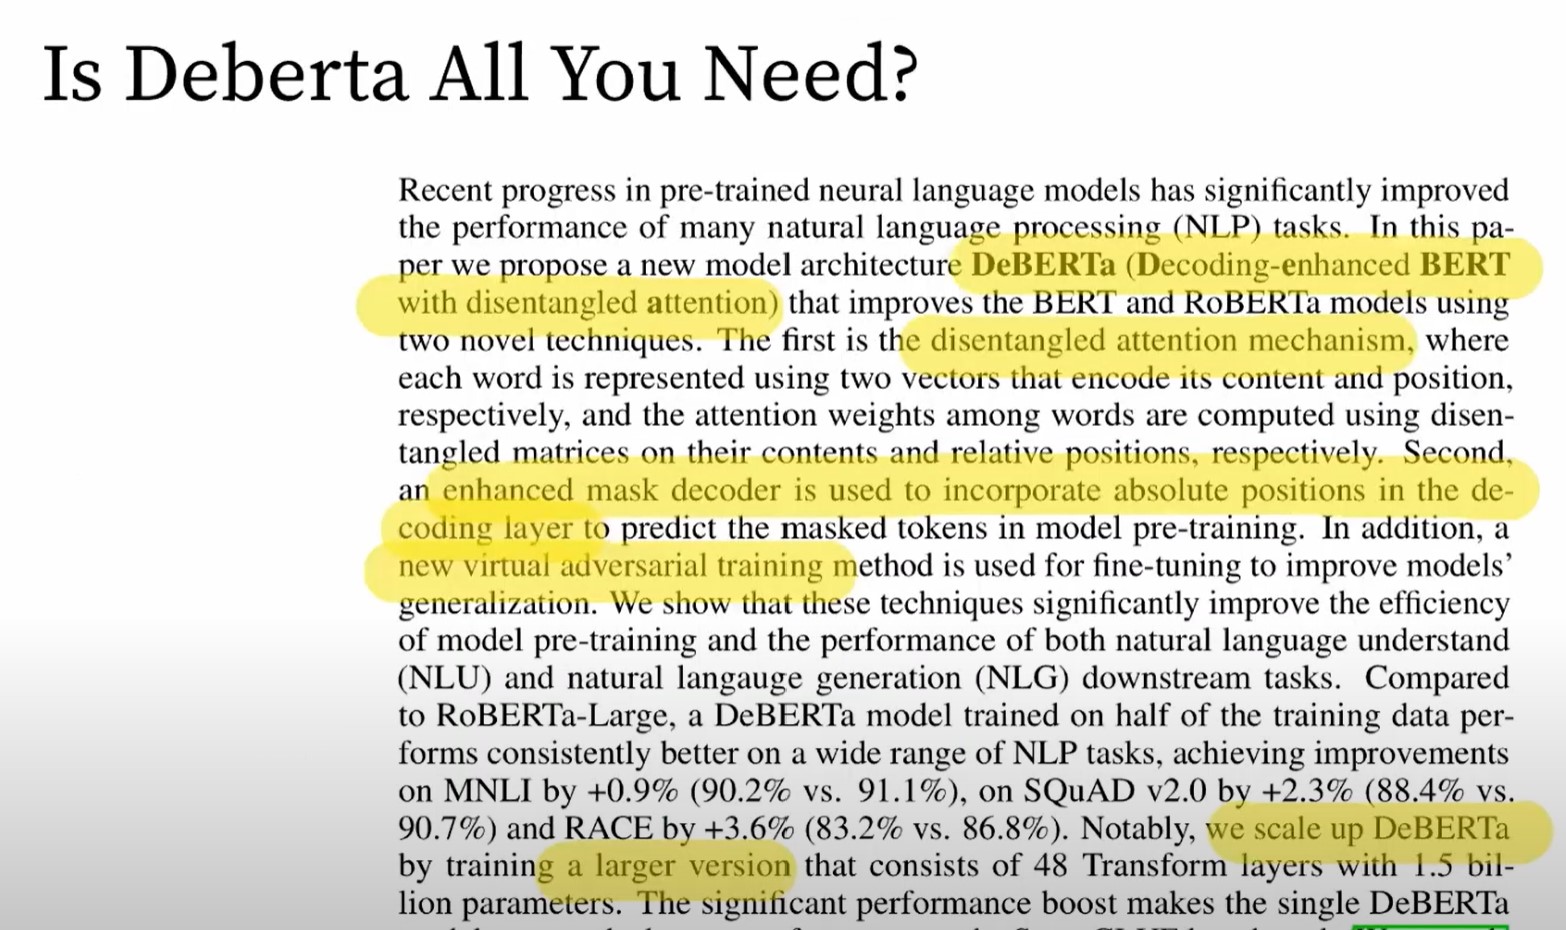 Is Deberta All You Need?
Recent progress in pre-trained neural language models has significantly improved
the performance of many natural language processing (NLP) tasks. In this pa-
per we propose a new model architecture DeBERTa (Decoding-enhanced BERT
with disentangled attention) that improves the BERT and RoBERTa models using
two novel techniques. The first is the disentangled attention mechanism, where
each word is represented using two vectors that encode its content and position,
respectively, and the attention weights among words are computed using disen-
tangled matrices on their contents and relative positions, respectively. Second,
an enhanced mask decoder is used to incorporate absolute positions in the de-
coding layer to predict the masked tokens in model pre-training. In addition, a
new virtual adversarial training method is used for fine-tuning to improve models’
generalization. We show that these techniques significantly improve the efficiency
of model pre-training and the performance of both natural language understand
(NLU) and natural langauge generation (NLG) downstream tasks. Compared
to RoBERTa-Large, a DeBERTa model trained on half of the training data per-
forms consistently better on a wide range of NLP tasks, achieving improvements
on MNLI by +0.9% (90.2% vs. 91.1%), on SQuAD v2.0 by +2.3% (88.4% vs.
90.7%) and RACE by +3.6% (83.2% vs. 86.8%). Notably, we scale up DeBERTa
by training a larger version that consists of 48 Transform layers with 1.5 bil-
lion parameters. The significant performance boost makes the single DeBERTa